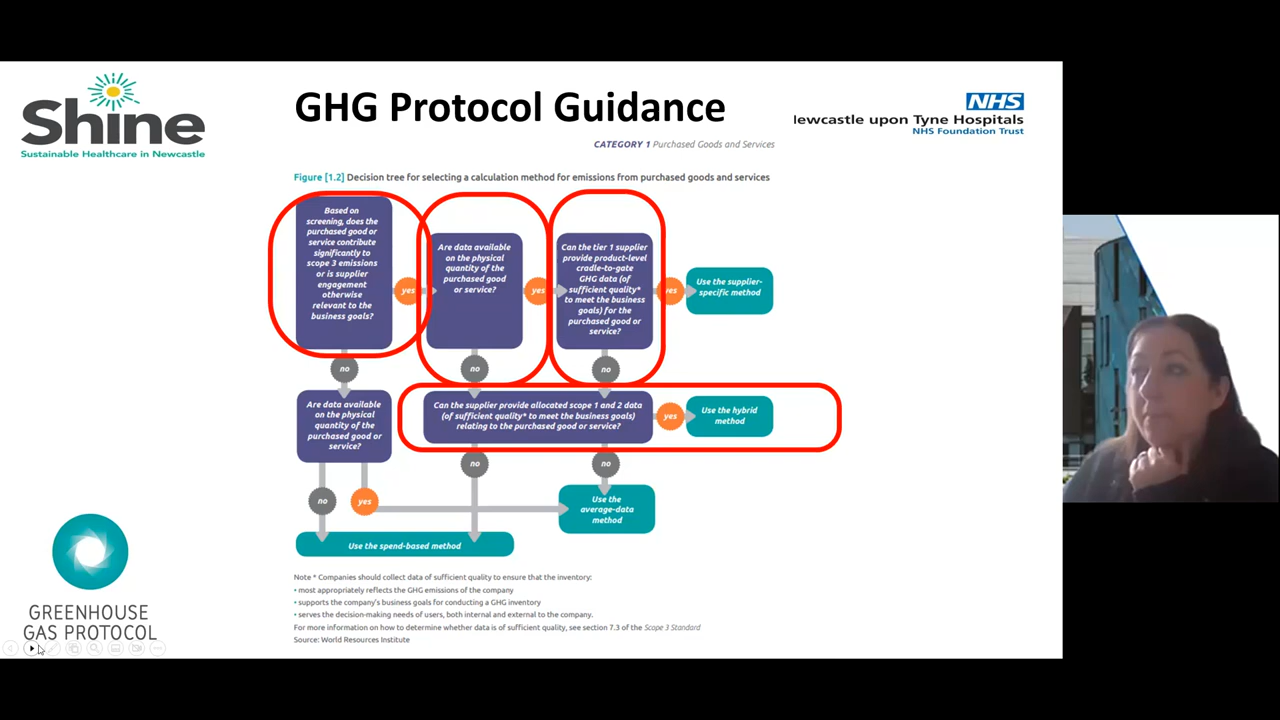 Shine
Sustainable Healthcare in Newcastle
GHG Protocol Guidance
NHS
Newcastle upon Tyne Hospitals
NHS Foundation Trust
CATEGORY 1 Purchased Goods and Services
Figure [1.2] Decision tree for selecting a calculation method for emissions from purchased goods and services
Based on
screening, does the
purchased good or
service contribute
significantly to
scope 3 emissions
or is supplier
engagement
otherwise
relevant to the
business goals?
yes
Are data available
on the physical
quantity of the
purchased good
or service?
yes
Can the tier 1 supplier
provide product-level
cradle-to-gate
GHG data (of
sufficient quality*
to meet the business
goals) for the
purchased good or
service?
yes
Use the supplier-
specific method
no
no
no
Are data available
on the physical
quantity of the
purchased good or
service?
Can the supplier provide allocated scope 1 and 2 data
(of sufficient quality* to meet the business goals)
relating to the purchased good or service?
yes
Use the hybrid
method
no
no
no
yes
Use the
average-data
method
Use the spend-based method
Note * Companies should collect data of sufficient quality to ensure that the inventory:
• most appropriately reflects the GHG emissions of the company
• supports the company's business goals for conducting a GHG inventory
• serves the decision-making needs of users, both internal and external to the company.
For more information on how to determine whether data is of sufficient quality, see section 7.3 of the Scope 3 Standard
Source: World Resources Institute
GREENHOUSE
GAS PROTOCOL